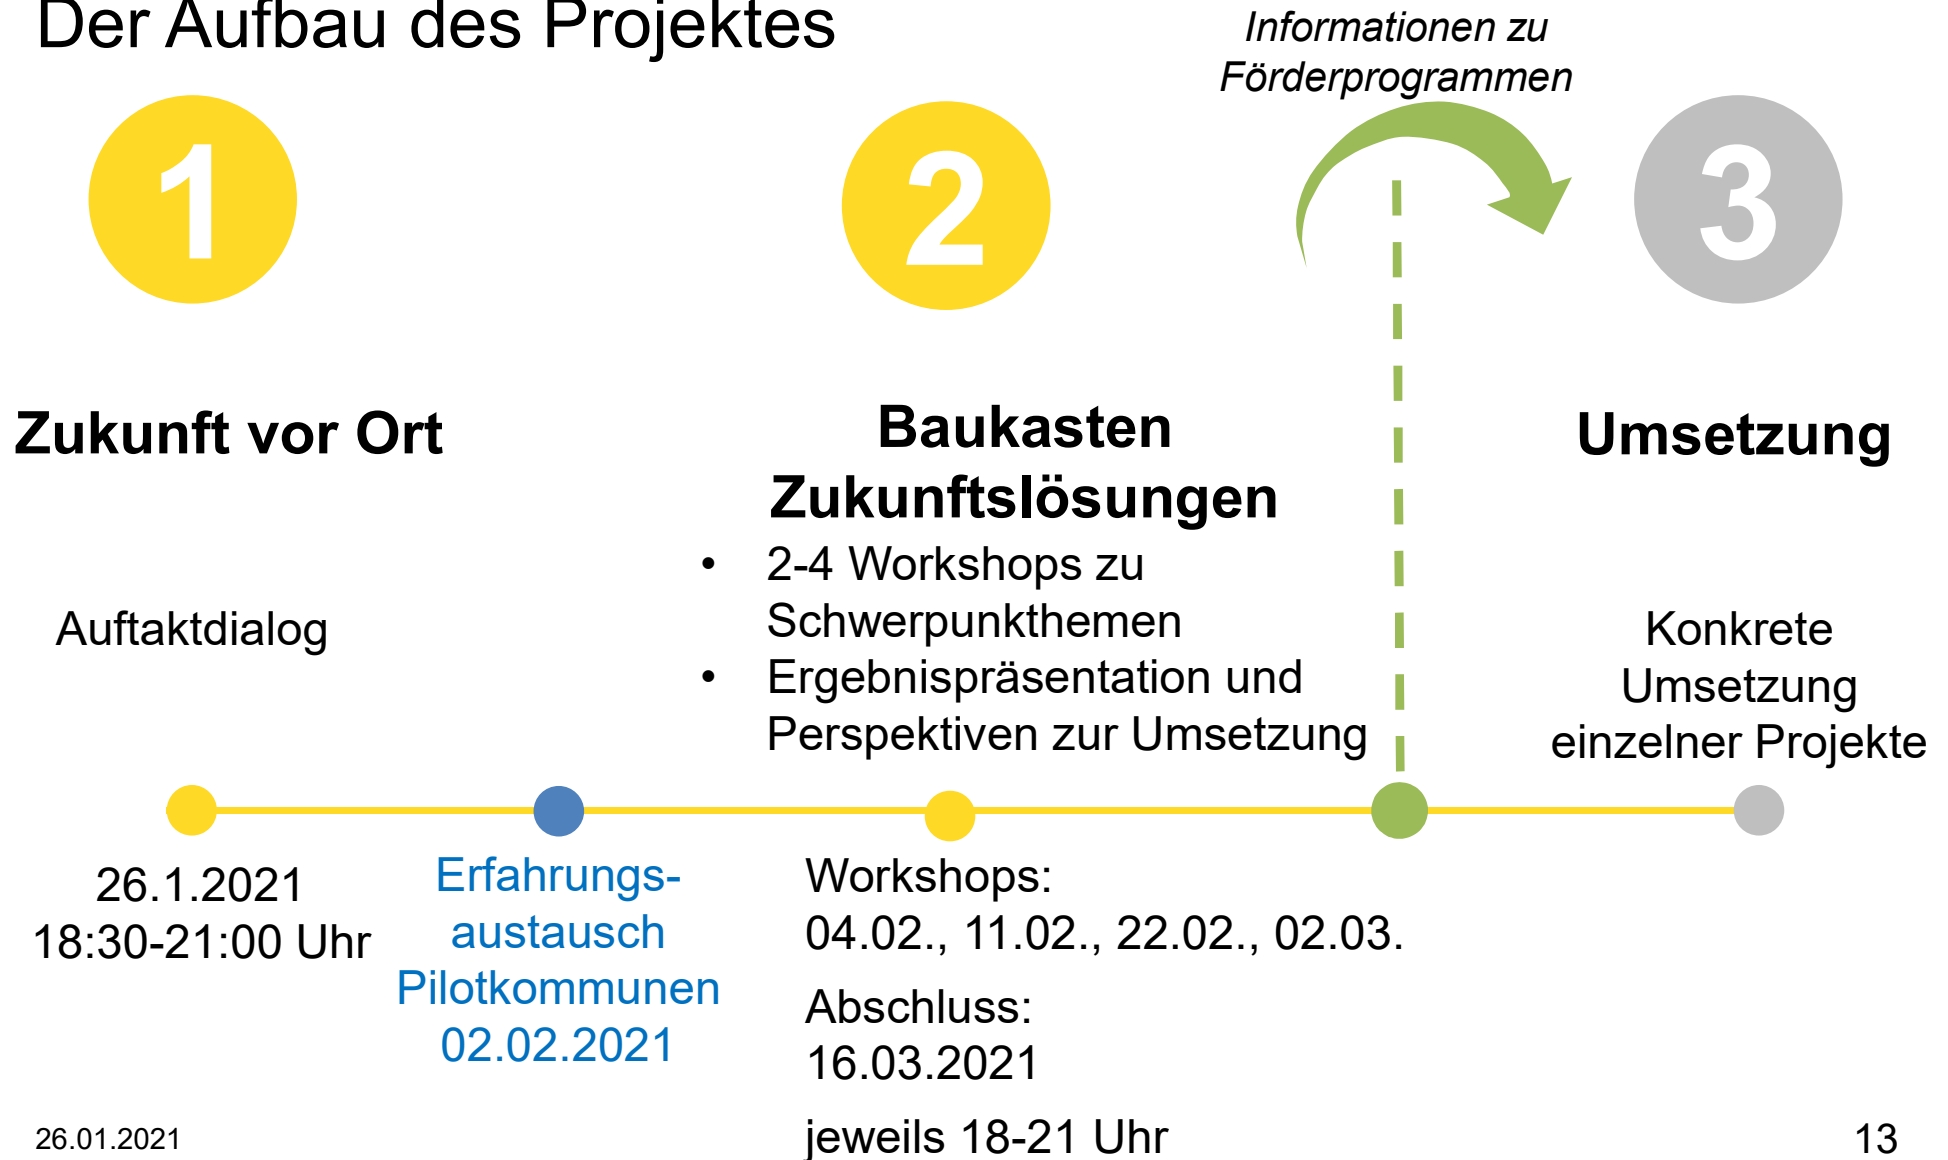 Der Aufbau des Projektes
Informationen zu
Förderprogrammen
1
2
3
Zukunft vor Ort
Auftaktdialog
Baukasten
Zukunftslösungen
• 2-4 Workshops zu
Schwerpunkthemen
• Ergebnispräsentation und
Perspektiven zur Umsetzung
Umsetzung
Konkrete
Umsetzung
einzelner Projekte
26.1.2021
18:30-21:00 Uhr
Erfahrungs-
austausch
Pilotkommunen
02.02.2021
Workshops:
04.02., 11.02., 22.02., 02.03.
Abschluss:
16.03.2021
jeweils 18-21 Uhr
26.01.2021
13